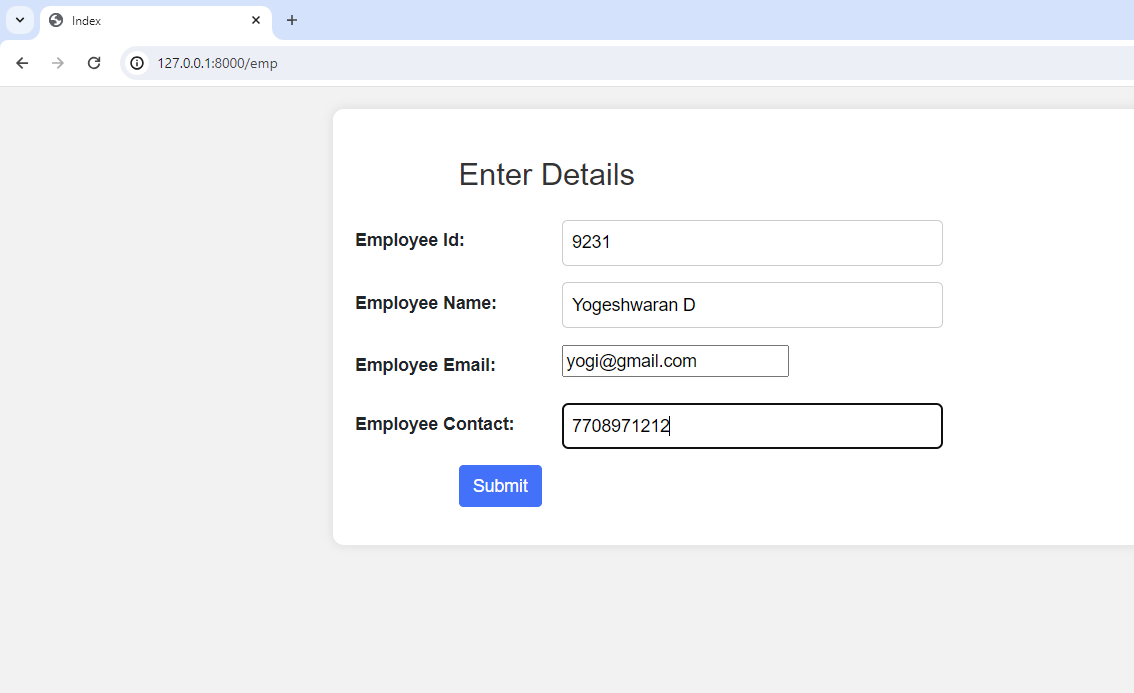 Index
127.0.0.1:8000/emp
Enter Details
Employee Id: 9231
Employee Name: Yogeshwaran D
Employee Email: yogi@gmail.com
Employee Contact: 7708971212
Submit